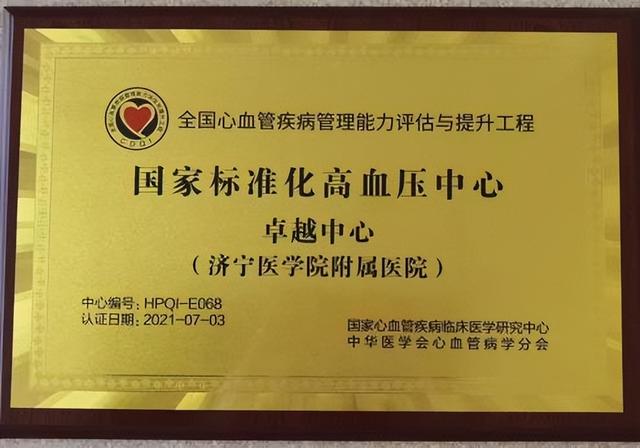 CDQI
全国心血管疾病管理能力评估与提升工程
国家标准化高血压中心
卓越中心
(济宁医学院附属医院)
中心编号: HPQI-E068
认证日期: 2021-07-03
国家心血管疾病临床医学研究中心
中华医学会心血管病学分会